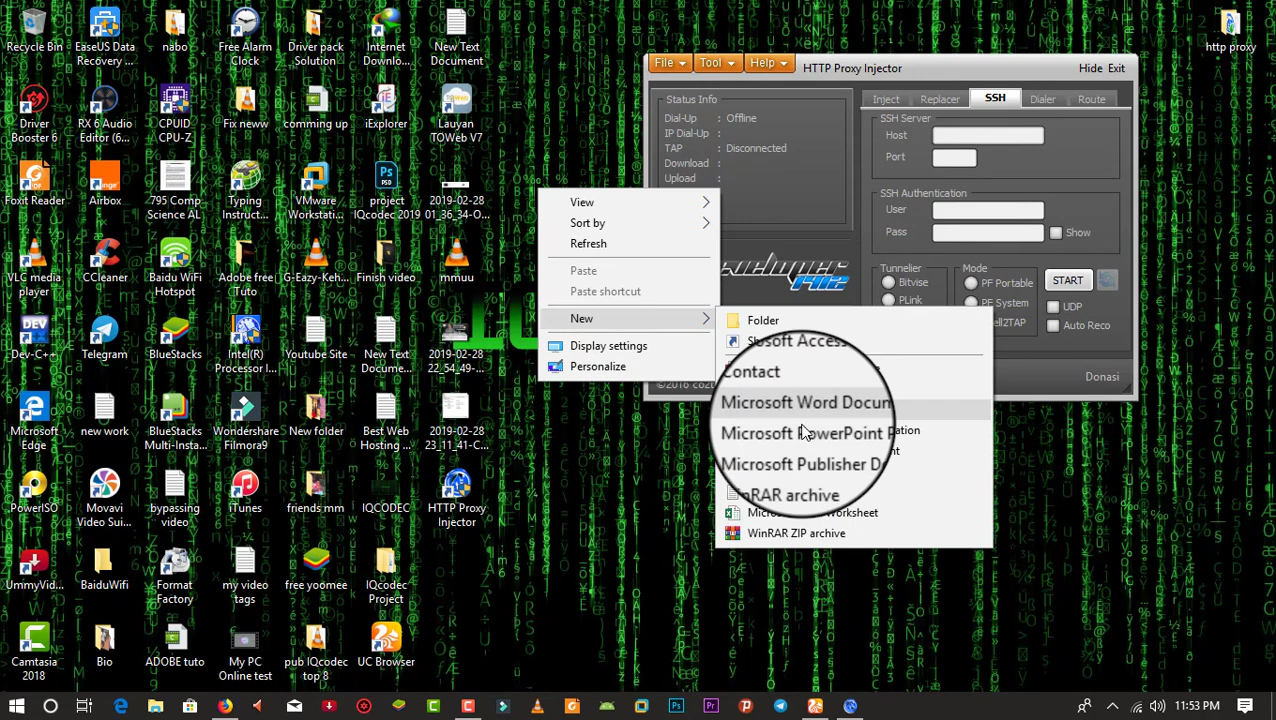 Recycle Bin
EaseUS Data
Recovery ...
nabo
Free Alarm
Clock
Driver pack
Solution
Internet
Downlo...
New Text
Document
http proxy
Driver
Booster 6
RX 6 Audio
Editor (6...
CPUID
CPU-Z
Fix neww
comming up
iExplorer
Lauyan
TOWeb V7
Foxit Reader
Airbox
795 Comp
Science AL
Typing
Instruct...
VMware
Workstati...
project
IQcodec 2019
2019-02-28
01_36_34-O...
VLC media
player
CCleaner
Baidu WiFi
Hotspot
Adobe free
Tuto
G-Eazy-Keh...
Finish video
mmuu
Dev-C++
Telegram
BlueStacks
Intel(R)
Processor I...
Youtube Site
New Text
Docume...
2019-02-28
22_54_49-...
Microsoft
Edge
new work
BlueStacks
Wondershare
Filmora9
New folder
Best Web
Hosting ...
2019-02-28
23_11_41-C...
PowerISO
Movavi
Video Sui...
bypassing
video
iTunes
friends mm
IQCODEC
HTTP Proxy
Injector
UmmyVid...
BaiduWifi
Format
Factory
my video
tags
free yoomee
IQcodec
Project
Camtasia
2018
Bio
ADOBE tuto
My PC
Online test
pub IQcodec
top 8
UC Browser
File
Tool
Help
HTTP Proxy Injector
Hide
Exit
Status Info
Dial-Up : Offline
IP Dial-Up :
TAP : Disconnected
Download :
Upload :
Inject
Replacer
SSH
Dialer
Route
SSH Server
Host
Port
SSH Authentication
User
Pass
Show
Tunnelier
Bitvise
PLink
Mode
PF Portable
PF System
START
UDP
Auto Reco
Donasi
View
Sort by
Refresh
Paste
Paste shortcut
New
Display settings
Personalize
Folder
Contact
Microsoft Word Docum
Microsoft PowerPoint
Microsoft Publisher D
nRAR archive
WinRAR ZIP archive
11:53 PM